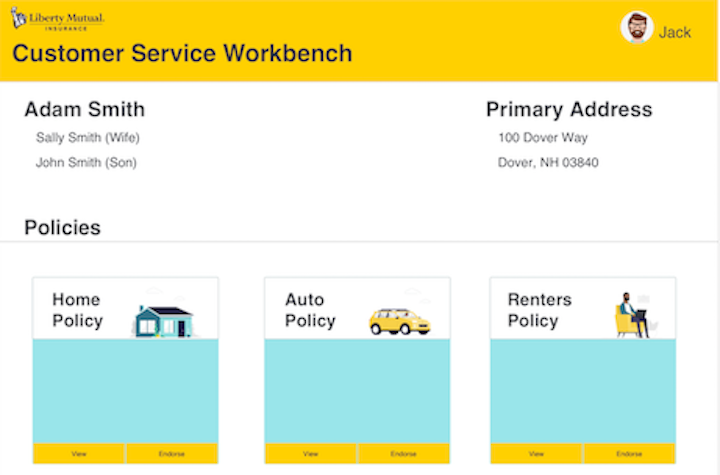 Liberty Mutual.
INSURANCE
Jack
Customer Service Workbench
Adam Smith
Sally Smith (Wife)
John Smith (Son)
Primary Address
100 Dover Way
Dover, NH 03840
Policies
Home
Policy
View
Endorse
Auto
Policy
View
Endorse
Renters
Policy
View
Endorse